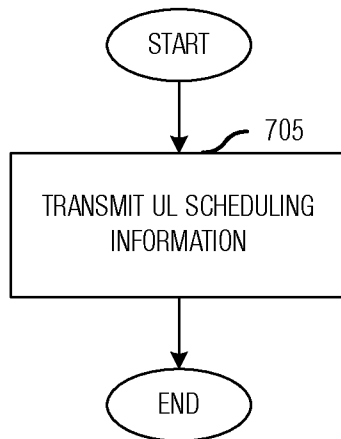 START
705
TRANSMIT UL SCHEDULING
INFORMATION
END